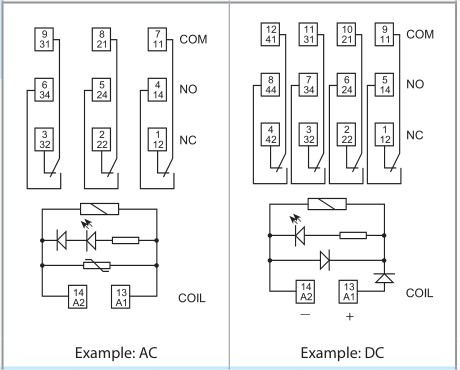 9 31 8 21 7 11 COM
6 34 5 24 4 14 NO
3 32 2 22 1 12 NC
14 A2 13 A1 COIL
Example: AC
12 41 11 31 10 21 9 11 COM
8 44 7 34 6 24 5 14 NO
4 42 3 32 2 22 1 12 NC
14 A2 13 A1 COIL
− +
Example: DC